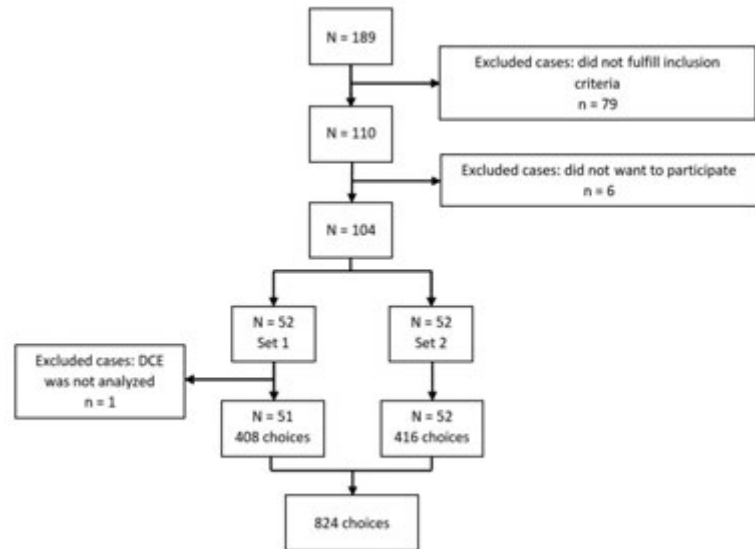 N = 189
Excluded cases: did not fulfill inclusion
criteria
n = 79
N = 110
Excluded cases: did not want to participate
n = 6
N = 104
N = 52
Set 1
N = 52
Set 2
Excluded cases: DCE
was not analyzed
n = 1
N = 51
408 choices
N = 52
416 choices
824 choices